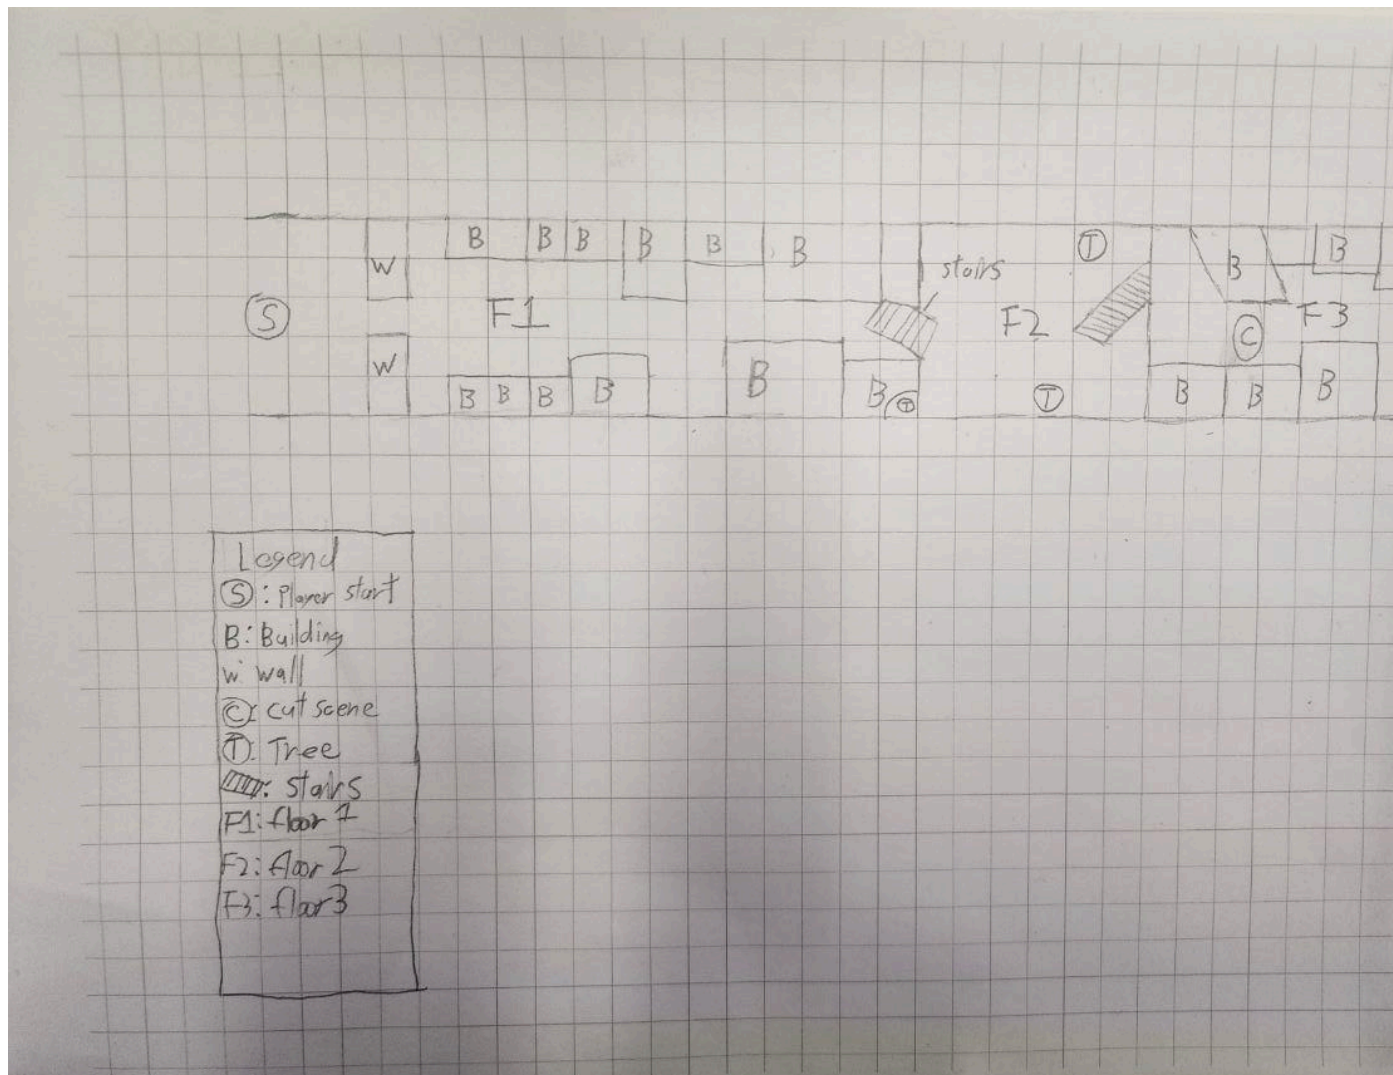 B B B B B B T B B
W stairs
S F1 F2 F3
C
W
B B B B B B T T B B B
Legend
S: Player start
B: Building
W: wall
C: cut scene
T: Tree
: stairs
F1: floor 1
F2: floor 2
F3: floor 3